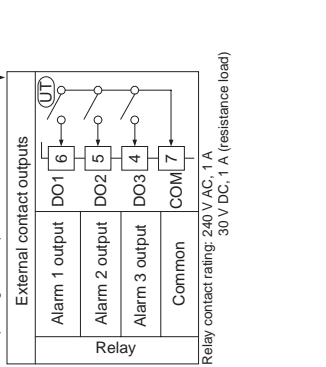 External contact outputs
Relay
Alarm 1 output
DO1
6
UT
Alarm 2 output
DO2
5
Alarm 3 output
DO3
4
Common
COM
7
Relay contact rating: 240 V AC, 1 A
30 V DC, 1 A (resistance load)